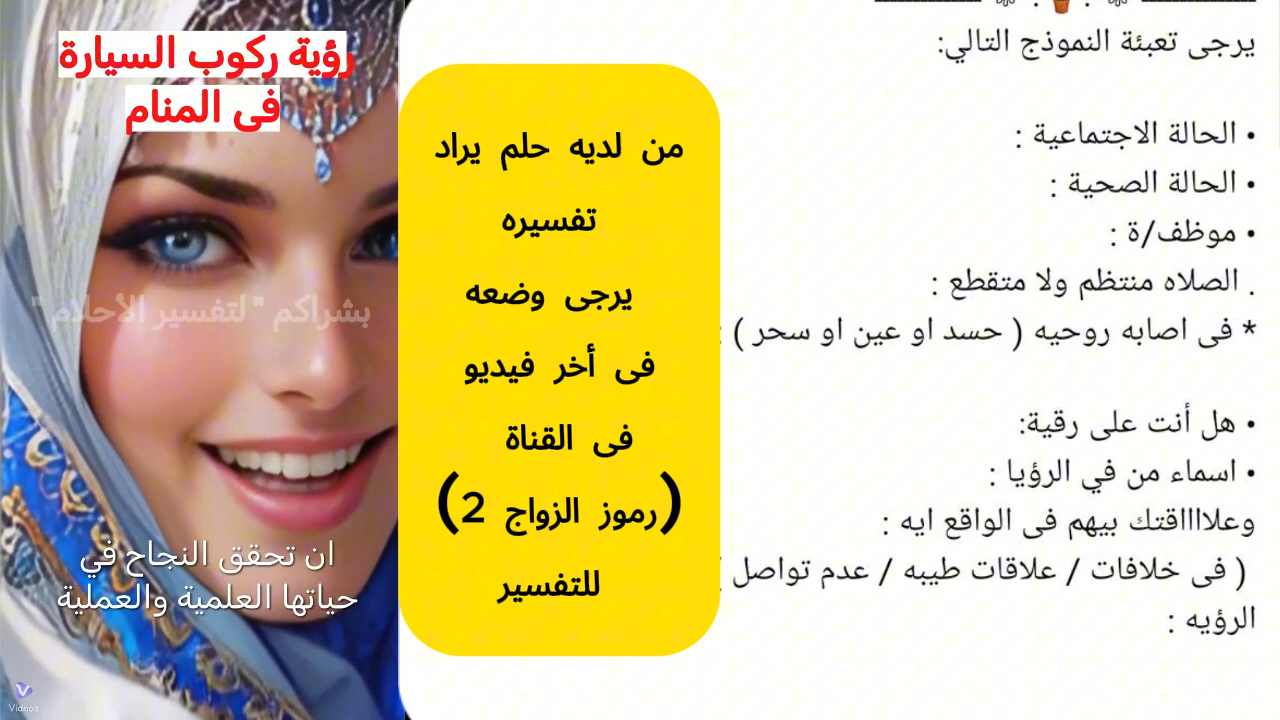 رؤية ركوب السيارة
فى المنام
بشراكم " لتفسير الأحلام "
ان تحقق النجاح في
حياتها العلمية والعملية
Vidnoz
من لديه حلم يراد
تفسيره
يرجى وضعه
فى أخر فيديو
فى القناة
(رموز الزواج 2)
للتفسير
يرجى تعبئة النموذج التالي:
• الحالة الاجتماعية :
• الحالة الصحية :
• موظف/ة :
. الصلاه منتظم ولا متقطع :
* فى اصابه روحيه ( حسد او عين او سحر ) :
• هل أنت على رقية:
• اسماء من في الرؤيا :
وعلااااقتك بيهم فى الواقع ايه :
( فى خلافات / علاقات طيبه / عدم تواصل )
الرؤيه :